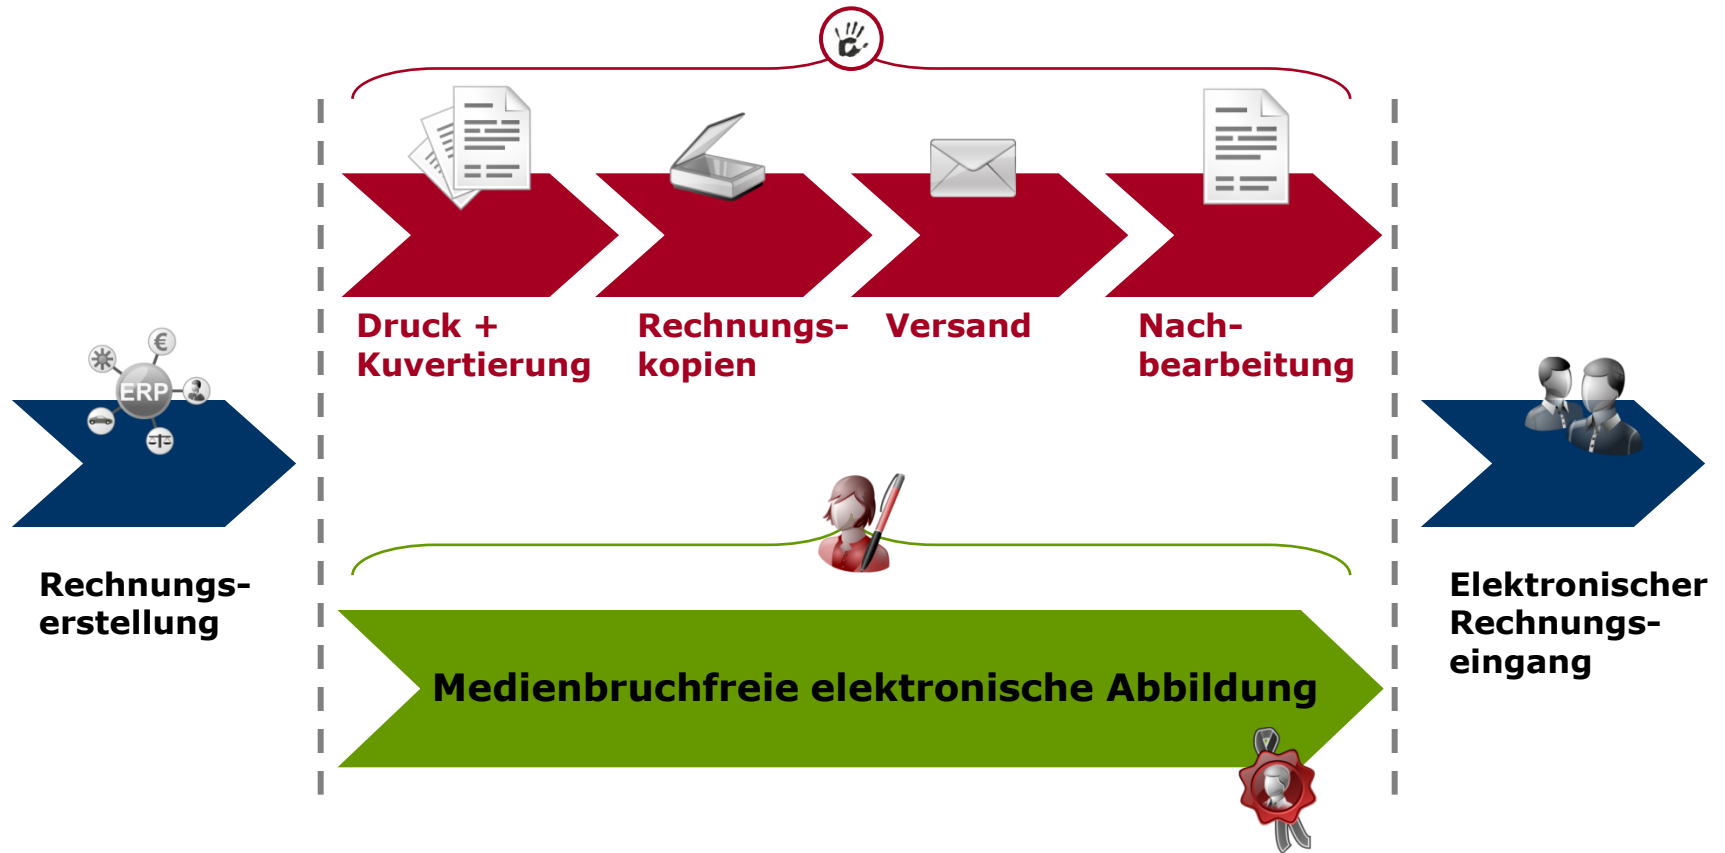 Druck +
Kuvertierung
Rechnungs-
kopien
Versand
Nach-
bearbeitung
€
ERP
Rechnungs-
erstellung
Medienbruchfreie elektronische Abbildung
Elektronischer
Rechnungs-
eingang